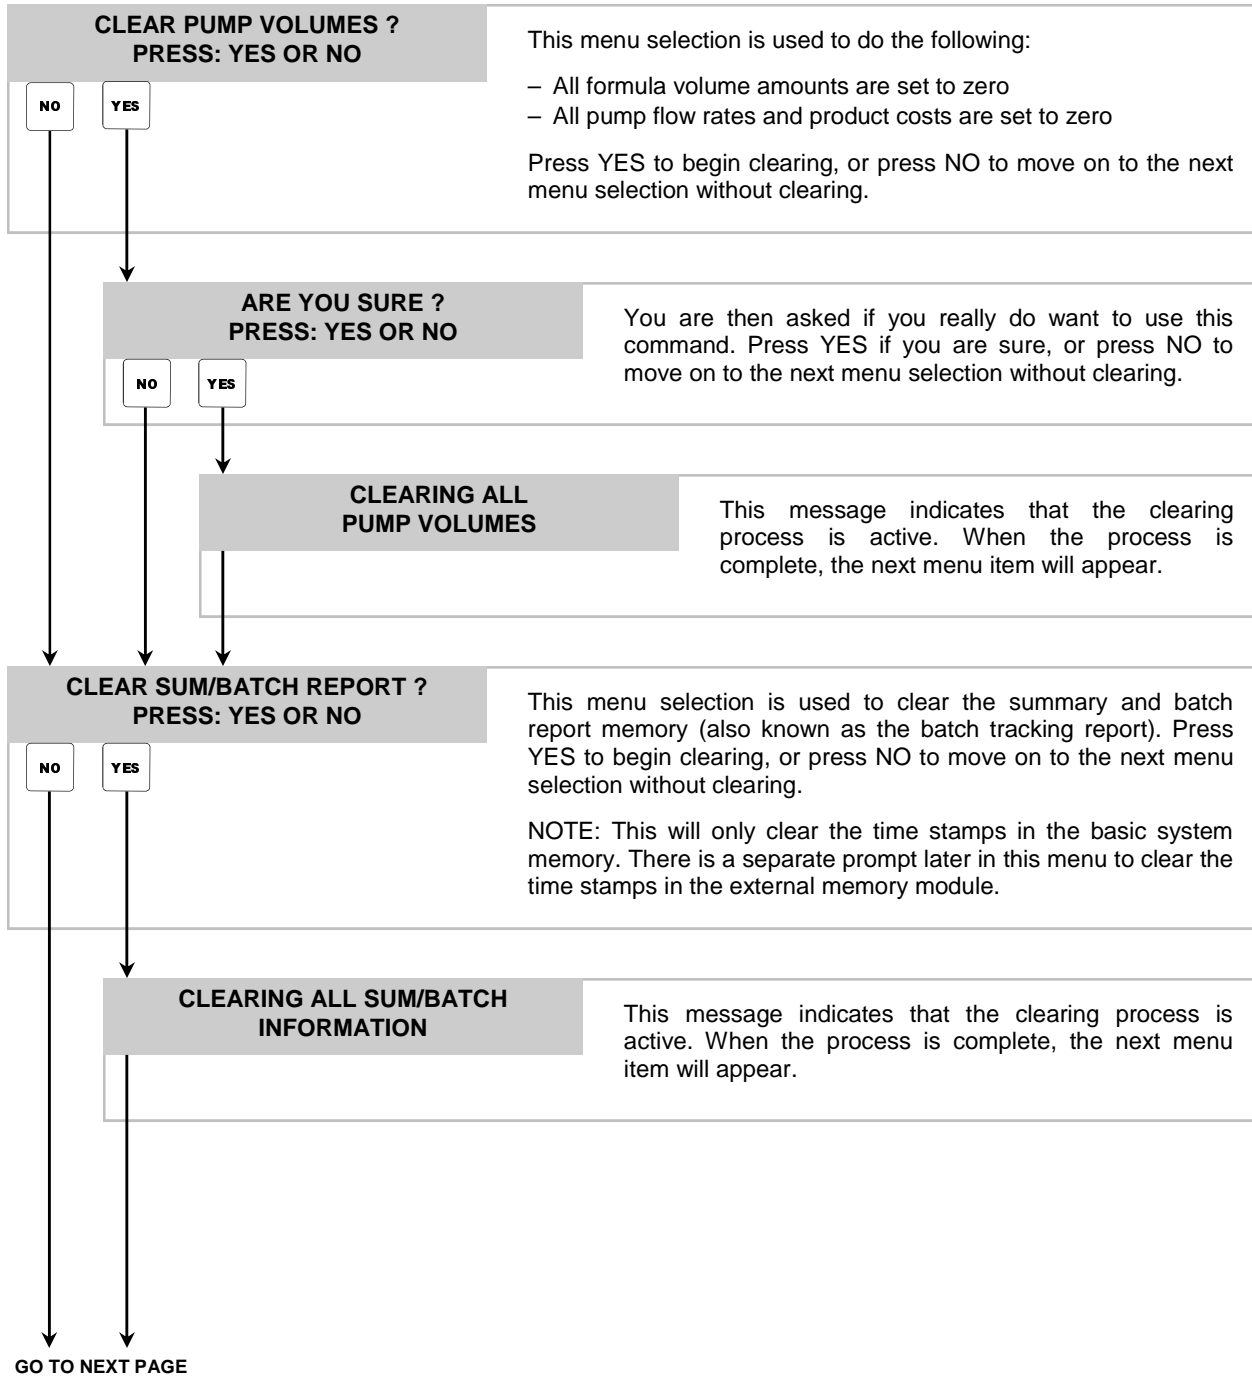 CLEAR PUMP VOLUMES ?
PRESS: YES OR NO
NO
YES
This menu selection is used to do the following:
– All formula volume amounts are set to zero
– All pump flow rates and product costs are set to zero
Press YES to begin clearing, or press NO to move on to the next
menu selection without clearing.
ARE YOU SURE ?
PRESS: YES OR NO
NO
YES
You are then asked if you really do want to use this
command. Press YES if you are sure, or press NO to
move on to the next menu selection without clearing.
CLEARING ALL
PUMP VOLUMES
This message indicates that the clearing
process is active. When the process is
complete, the next menu item will appear.
CLEAR SUM/BATCH REPORT ?
PRESS: YES OR NO
NO
YES
This menu selection is used to clear the summary and batch
report memory (also known as the batch tracking report). Press
YES to begin clearing, or press NO to move on to the next menu
selection without clearing.
NOTE: This will only clear the time stamps in the basic system
memory. There is a separate prompt later in this menu to clear the
time stamps in the external memory module.
CLEARING ALL SUM/BATCH
INFORMATION
This message indicates that the clearing process is
active. When the process is complete, the next menu
item will appear.
GO TO NEXT PAGE